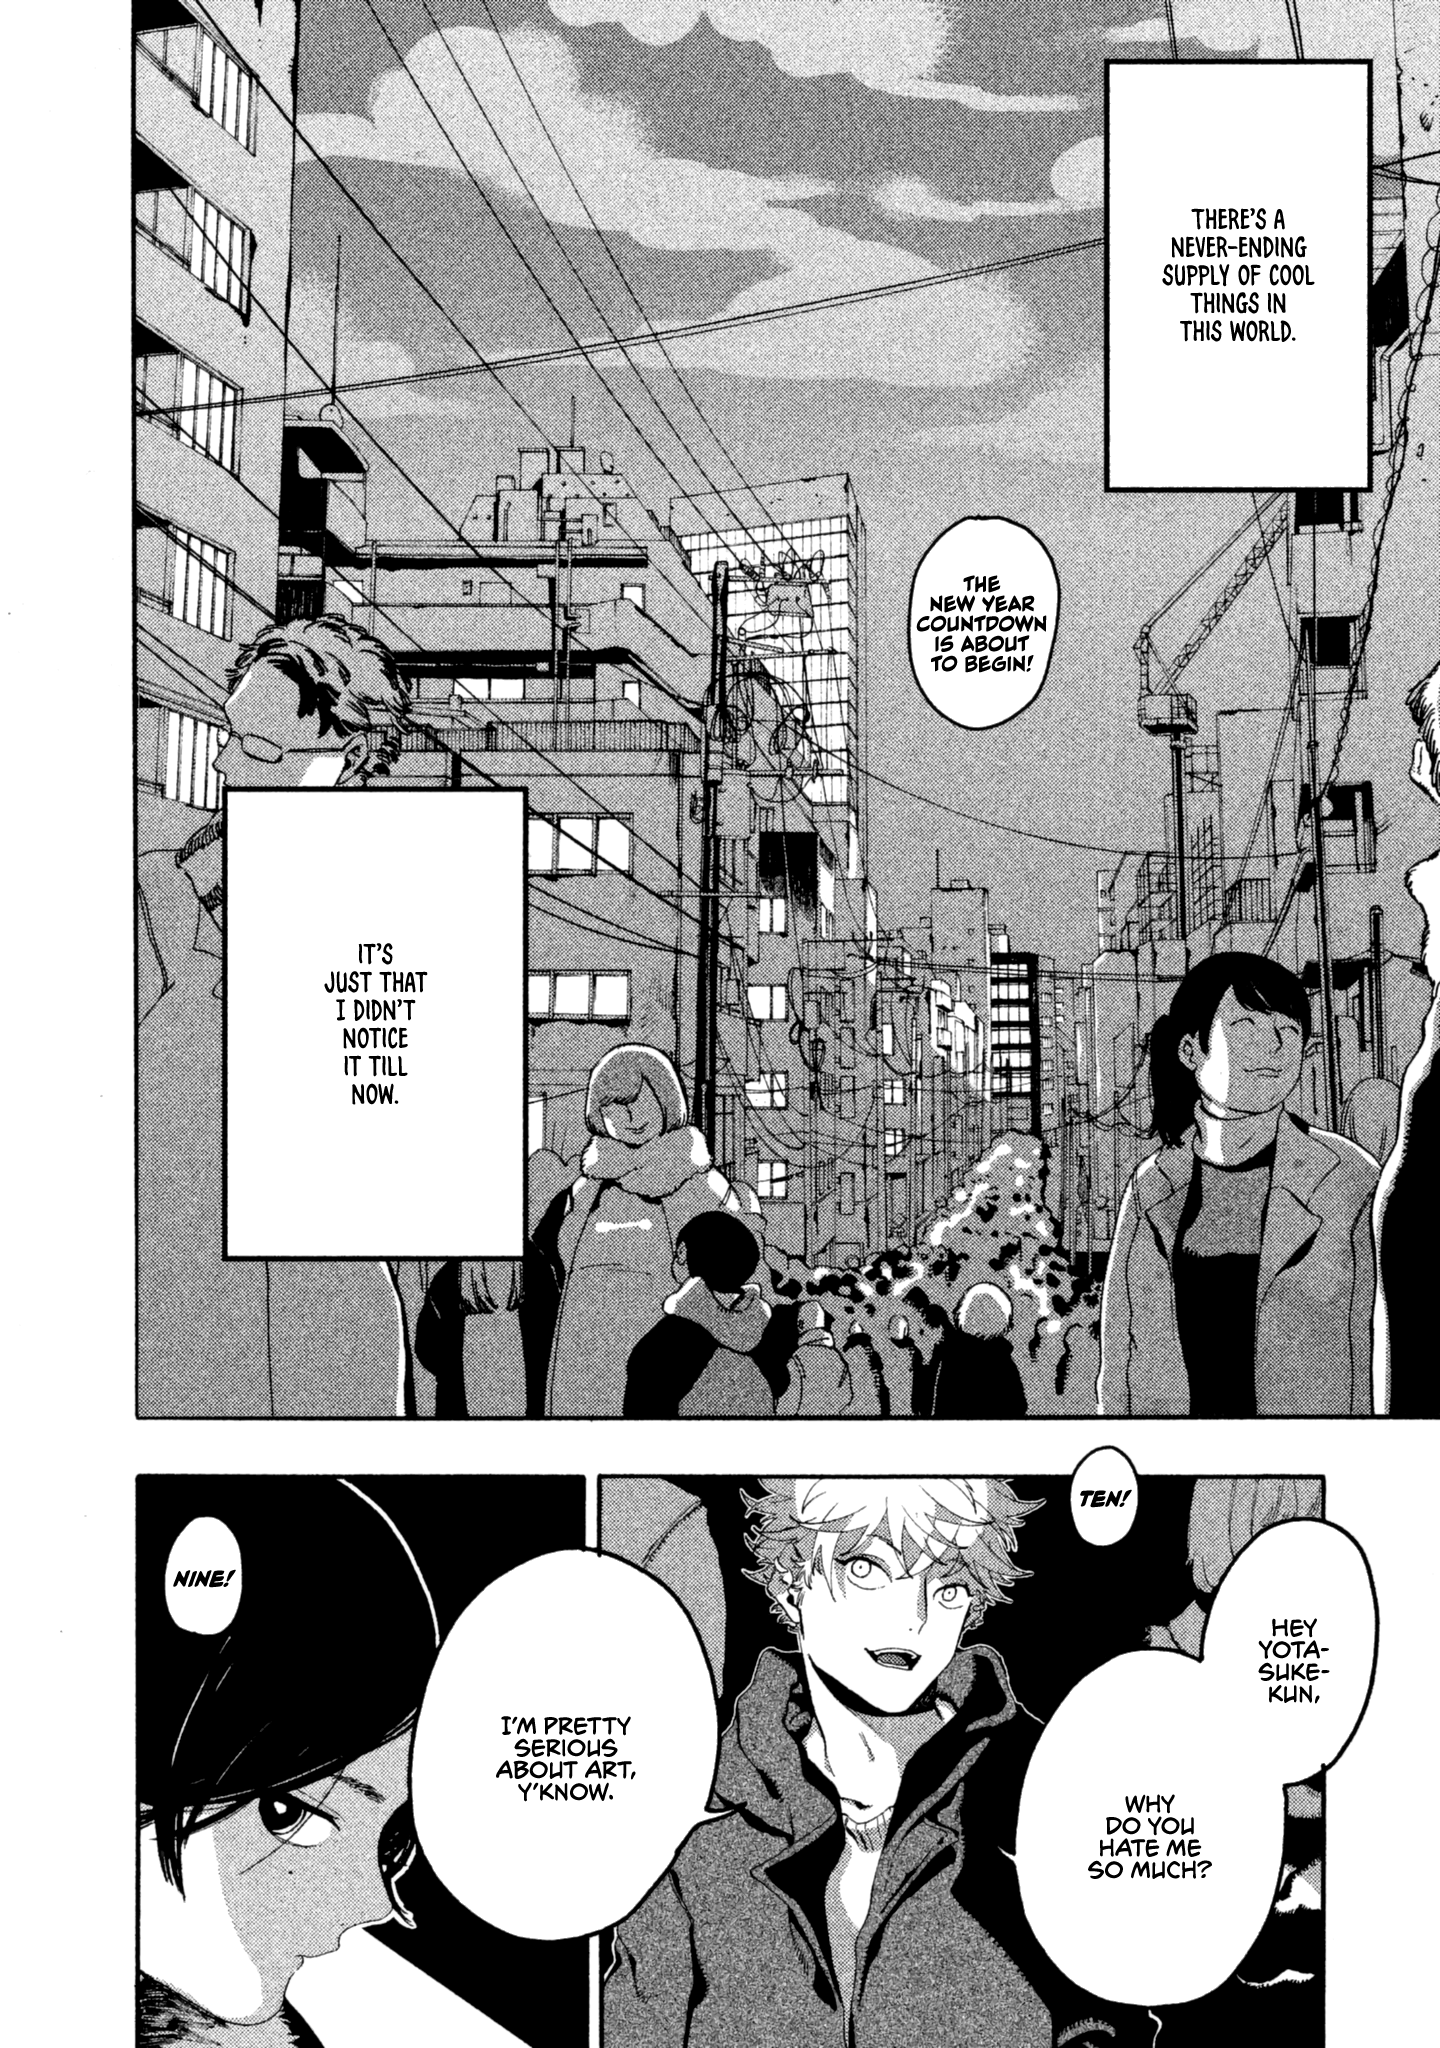 THERE'S A
NEVER-ENDING
SUPPLY OF COOL
THINGS IN
THIS WORLD.
THE
NEW YEAR
COUNTDOWN
IS ABOUT
TO BEGIN!
IT'S
JUST THAT
I DIDN'T
NOTICE
IT TILL
NOW.
TEN!
HEY
YOTA-
SUKE-
KUN,
WHY
DO YOU
HATE ME
SO MUCH?
I'M PRETTY
SERIOUS
ABOUT ART,
Y'KNOW.
NINE!